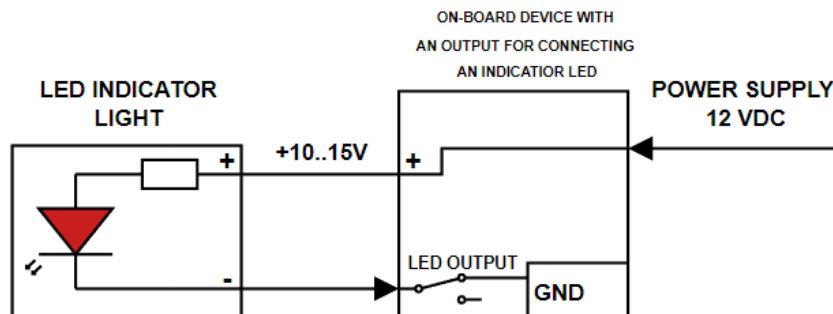 ON-BOARD DEVICE WITH
AN OUTPUT FOR CONNECTING
AN INDICATIOR LED
LED INDICATOR
LIGHT
POWER SUPPLY
12 VDC
+
+10..15V
+
-
LED OUTPUT
GND